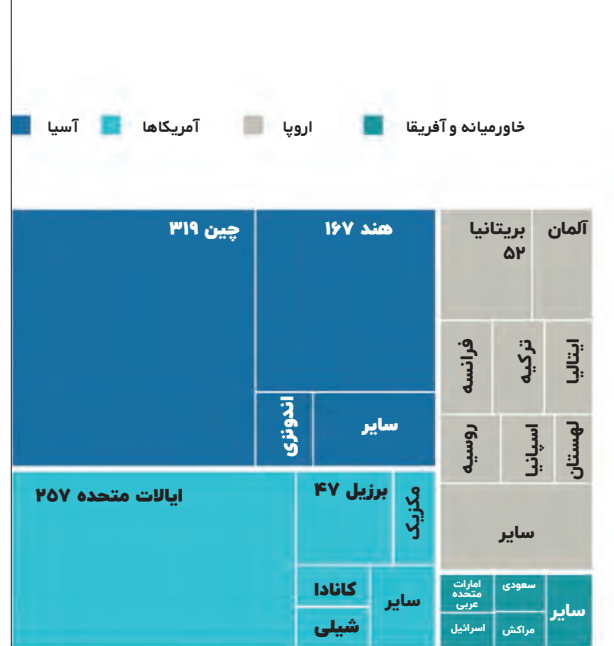 آسیا
آمریکاها
اروپا
خاورمیانه و آفریقا
چین ۳۱۹
هند ۱۶۷
اندونزی
سایر
بریتانیا
۵۲
آلمان
فرانسه
ترکیه
ایتالیا
روسیه
اسپانیا
لهستان
سایر
ایالات متحده ۲۵۷
برزیل ۴۷
مکزیک
کانادا
شیلی
سایر
امارات
متحده
عربی
سعودی
سایر
اسرائیل
مراکش